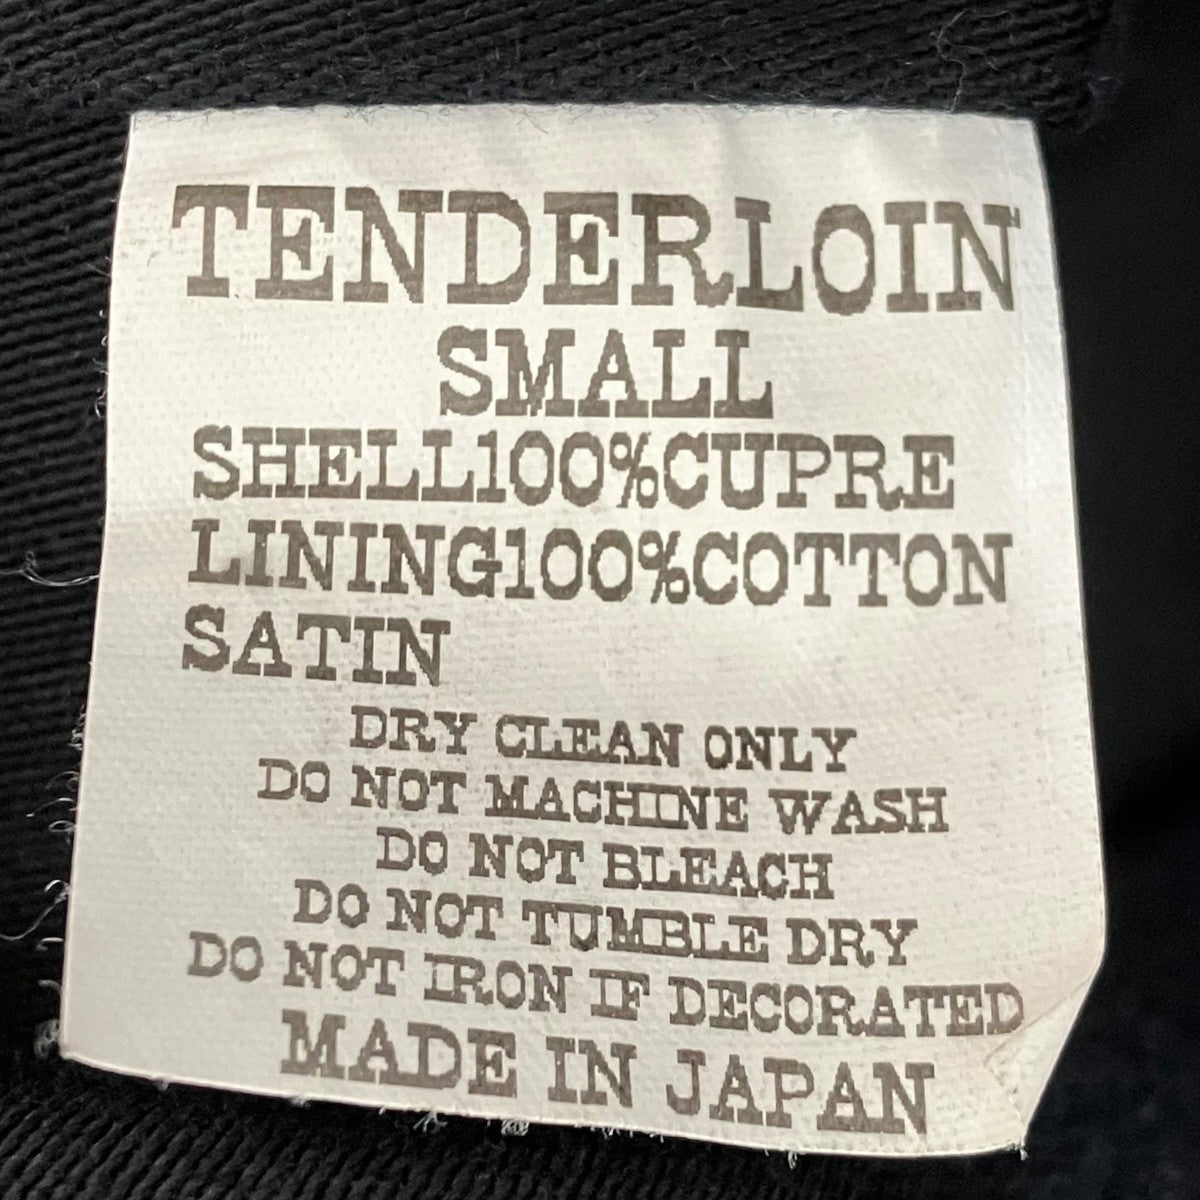 TENDERLOIN
SMALL
SHELL100%CUPRE
LINING100%COTTON
SATIN
DRY CLEAN ONLY
DO NOT MACHINE WASH
DO NOT BLEACH
DO NOT TUMBLE DRY
DO NOT IRON IF DECORATED
MADE IN JAPAN